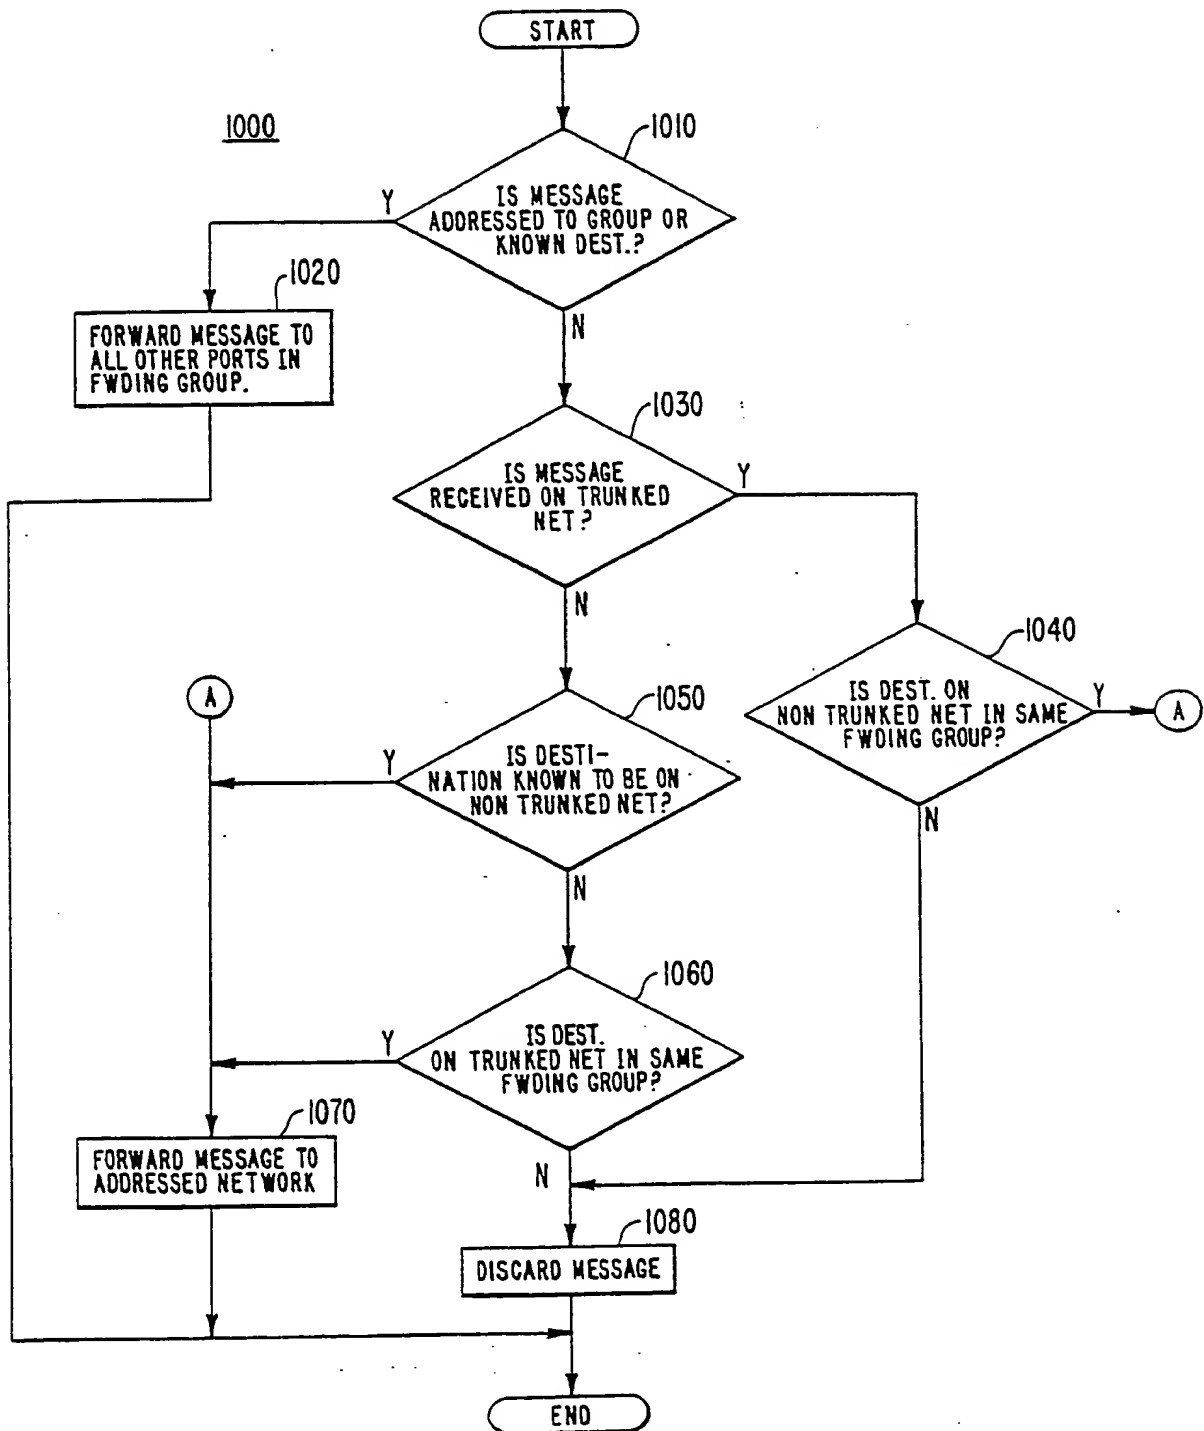 START
1000
1010
Y
IS MESSAGE
ADDRESSED TO GROUP OR
KNOWN DEST.?
N
1020
FORWARD MESSAGE TO
ALL OTHER PORTS IN
FWDING GROUP.
1030
Y
IS MESSAGE
RECEIVED ON TRUNKED
NET?
N
1040
IS DEST. ON
NON TRUNKED NET IN SAME
FWDING GROUP?
Y
A
N
A
1050
Y
IS DESTI-
NATION KNOWN TO BE ON
NON TRUNKED NET?
N
1060
Y
IS DEST.
ON TRUNKED NET IN SAME
FWDING GROUP?
N
1070
FORWARD MESSAGE TO
ADDRESSED NETWORK
1080
DISCARD MESSAGE
END